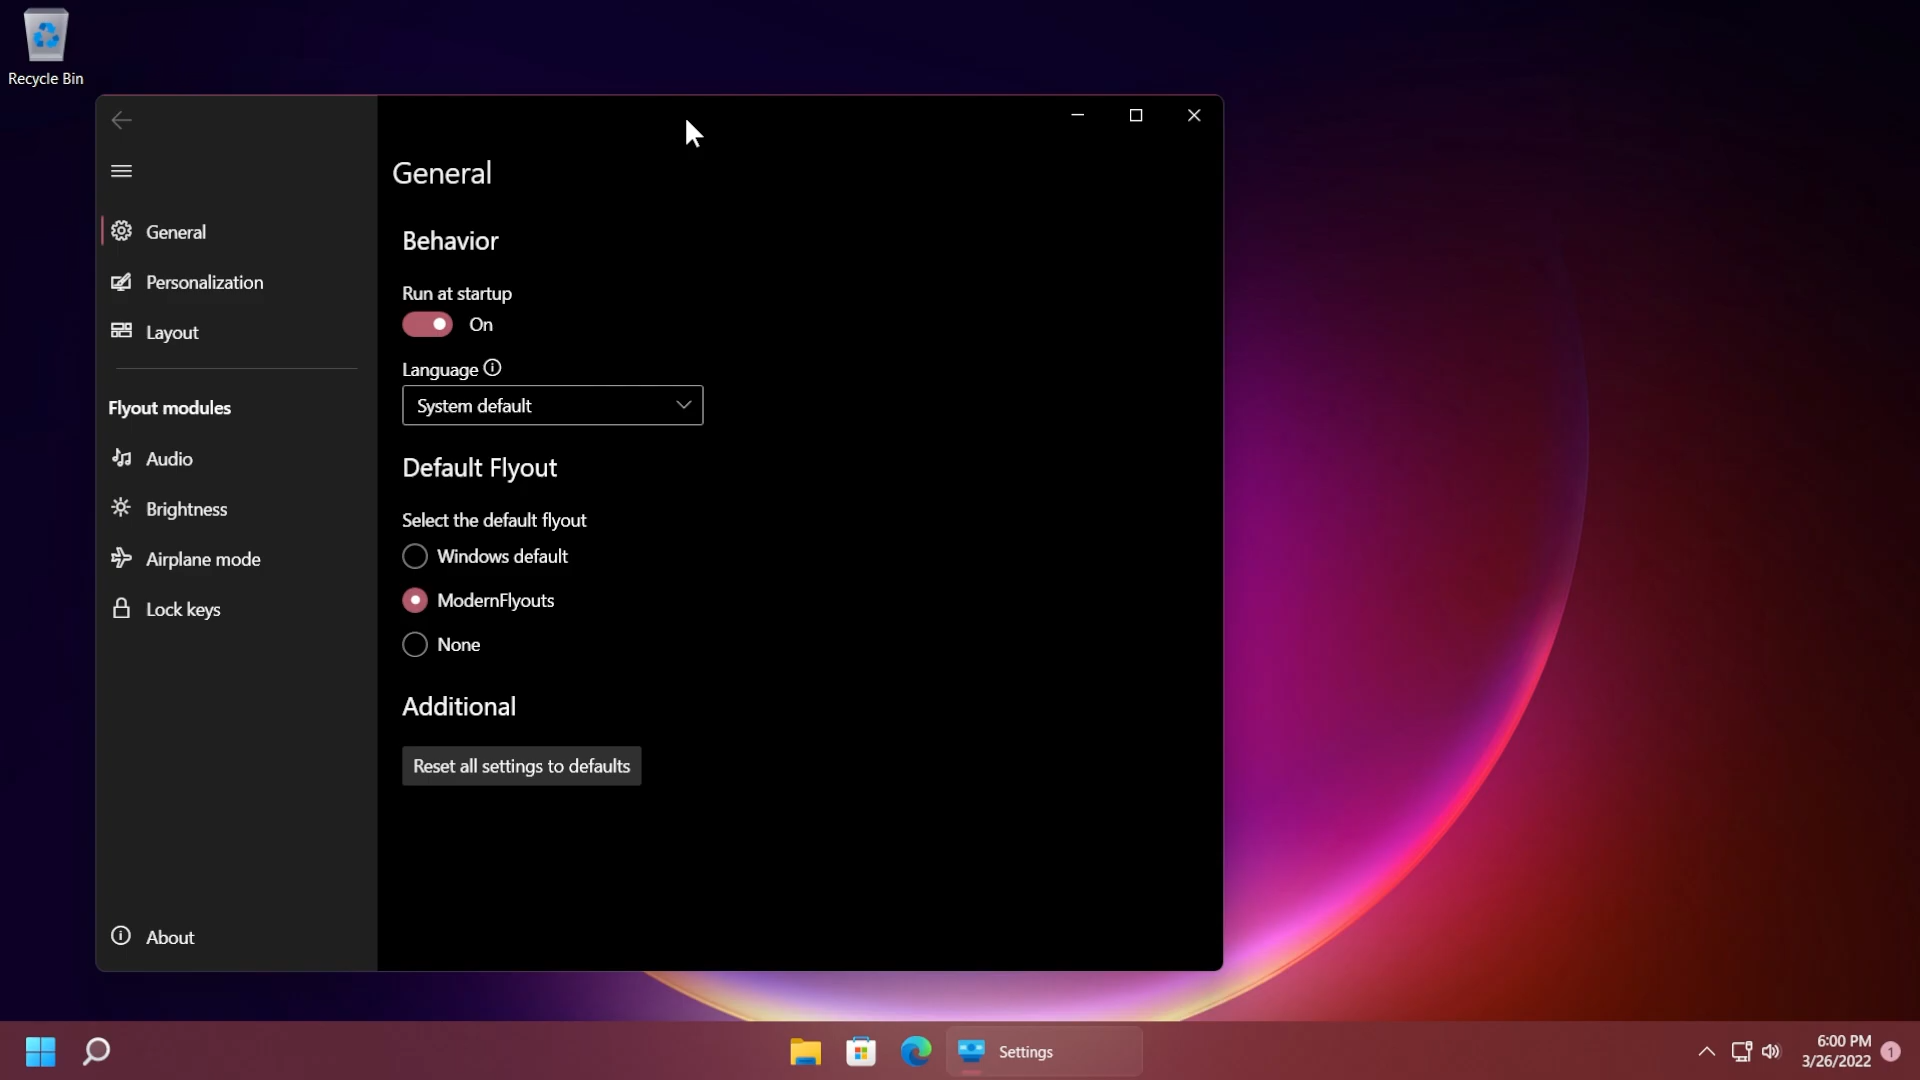 Recycle Bin
General
Personalization
Layout
Flyout modules
Audio
Brightness
Airplane mode
Lock keys
About
General
Behavior
Run at startup
On
Language
System default
Default Flyout
Select the default flyout
Windows default
ModernFlyouts
None
Additional
Reset all settings to defaults
Settings
6:00 PM
3/26/2022
1